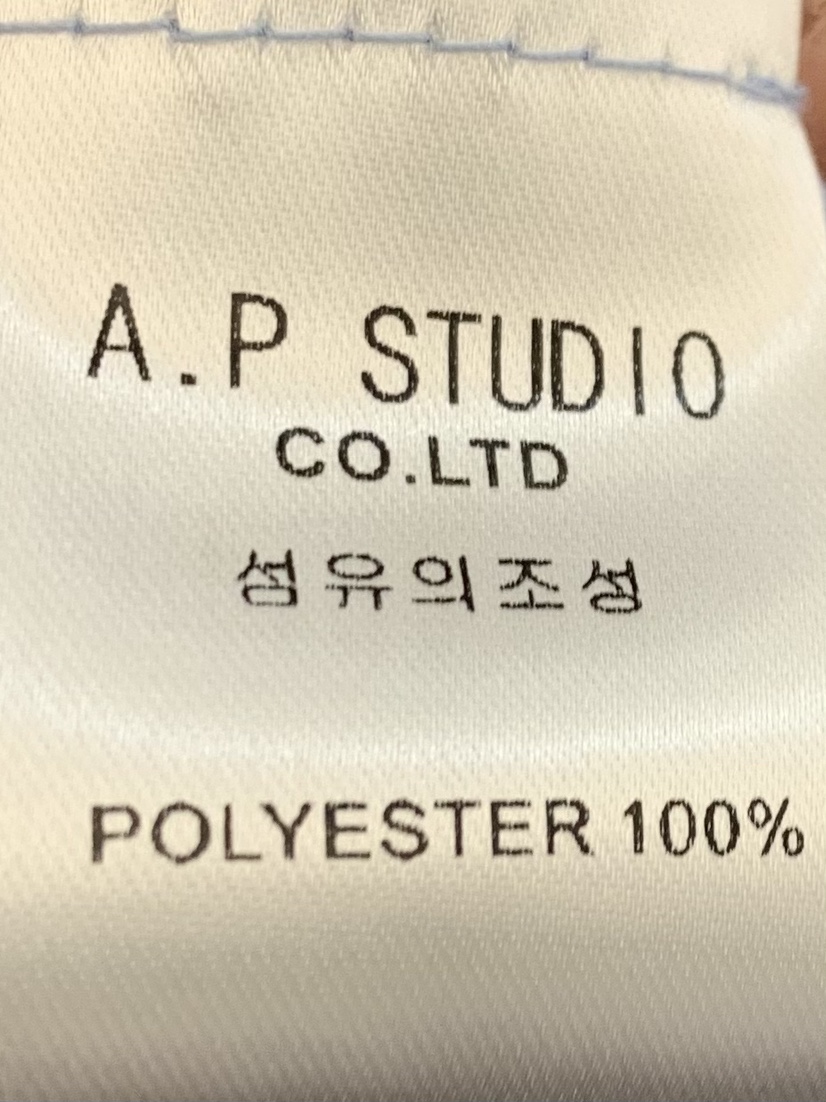 A.P STUDIO
CO.LTD
섬유의조성
POLYESTER 100%